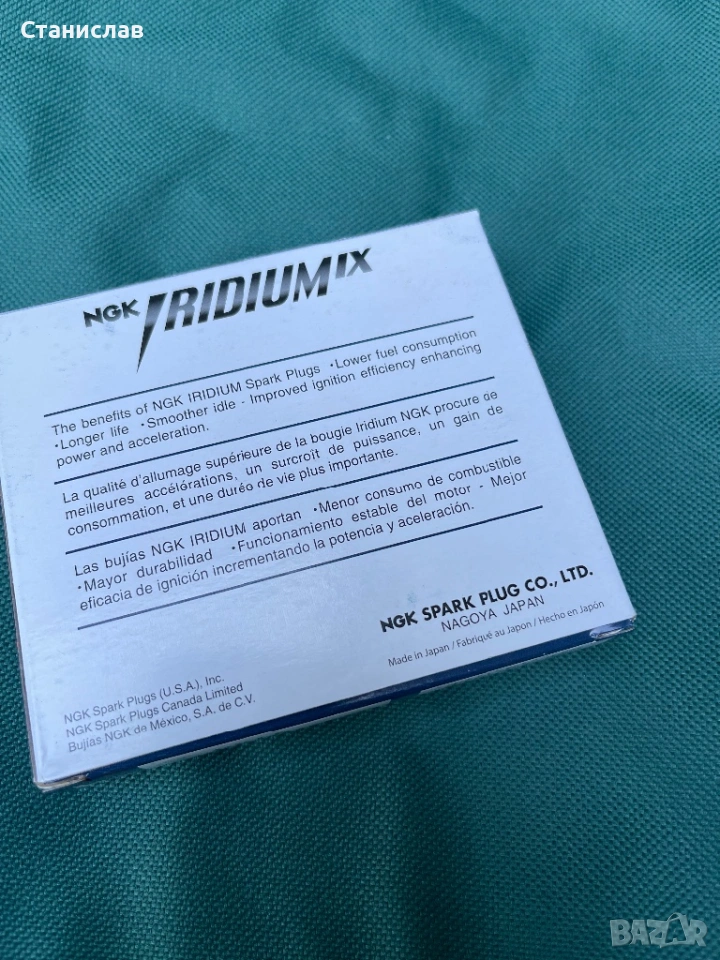 Станислав
NGK IRIDIUM IX
The benefits of NGK IRIDIUM Spark Plugs •Lower fuel consumption
•Longer life •Smoother idle - Improved ignition efficiency enhancing
power and acceleration.
La qualité d'allumage supérieure de la bougie Iridium NGK procure de
meilleures accélérations, un surcroît de puissance, un gain de
consommation, et une durée de vie plus importante.
Las bujías NGK IRIDIUM aportan •Menor consumo de combustible
•Mayor durabilidad •Funcionamiento estable del motor - Mejor
eficacia de ignición incrementando la potencia y aceleración.
NGK SPARK PLUG CO., LTD.
NAGOYA JAPAN
Made in Japan / Fabriqué au Japon / Hecho en Japón
NGK Spark Plugs (U.S.A.), Inc.
NGK Spark Plugs Canada Limited
Bujías NGK de México, S.A. de C.V.
BAZAR